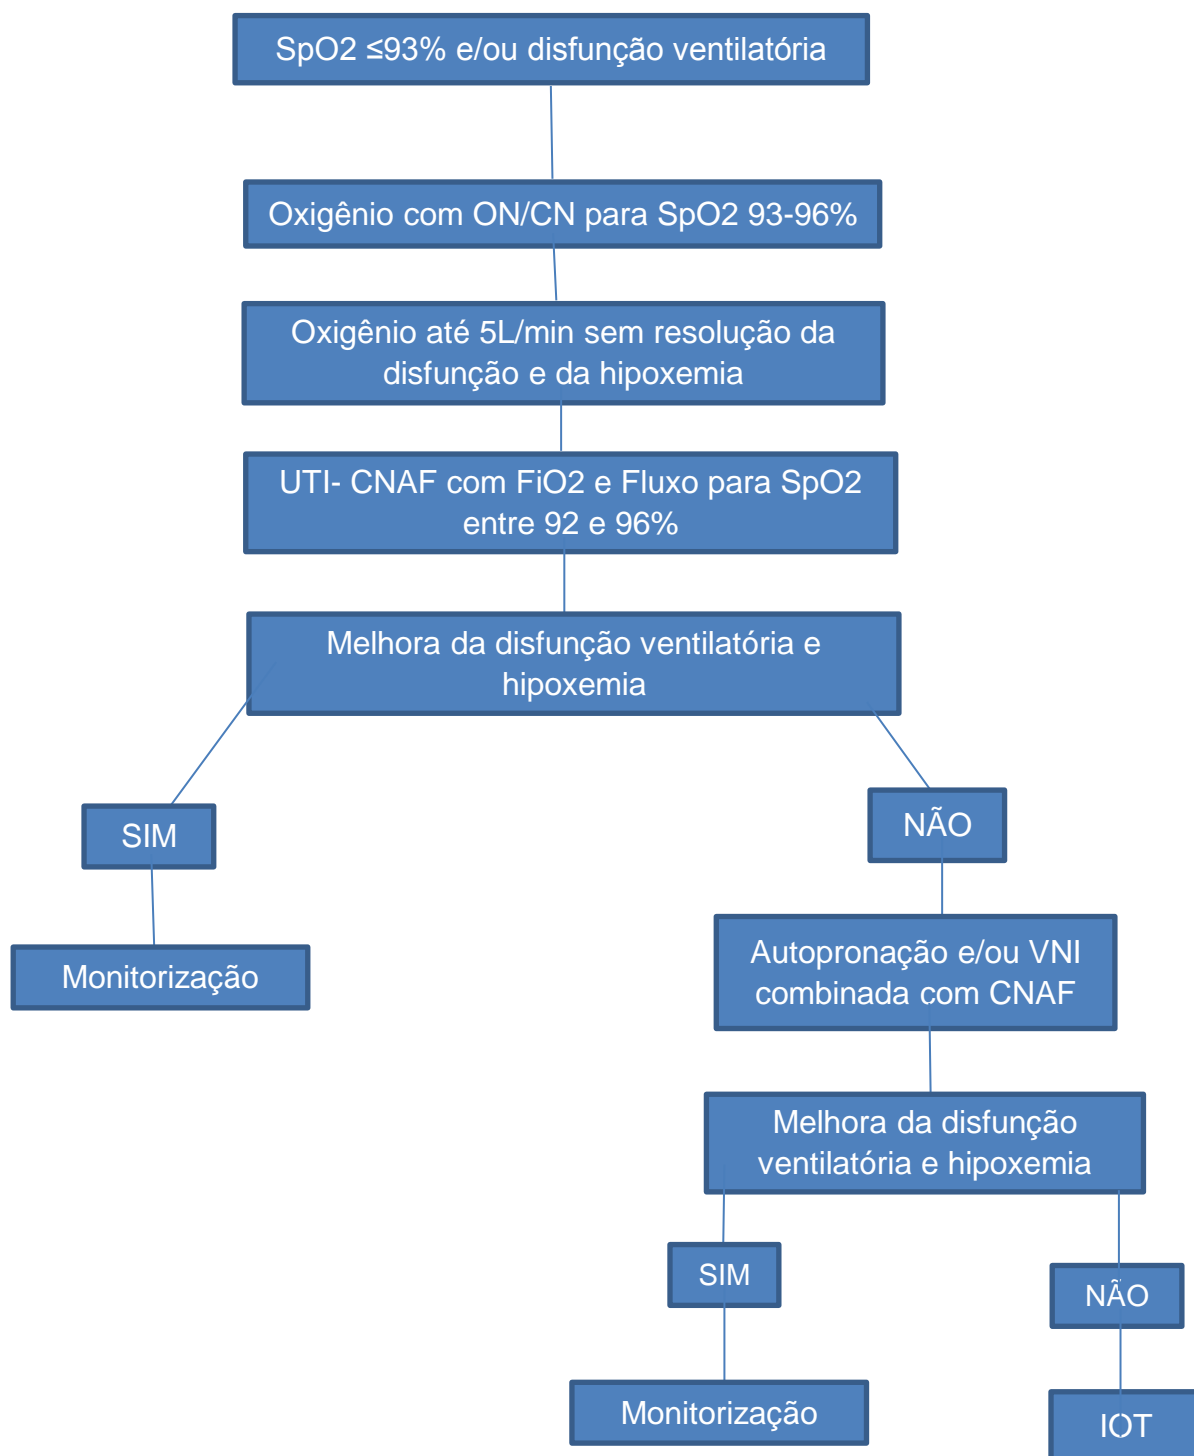 SpO2 ≤93% e/ou disfunção ventilatória
Oxigênio com ON/CN para SpO2 93-96%
Oxigênio até 5L/min sem resolução da
disfunção e da hipoxemia
UTI- CNAF com FiO2 e Fluxo para SpO2
entre 92 e 96%
Melhora da disfunção ventilatória e
hipoxemia
SIM
NÃO
Monitorização
Autopronação e/ou VNI
combinada com CNAF
Melhora da disfunção
ventilatória e hipoxemia
SIM
NÃO
Monitorização
IOT